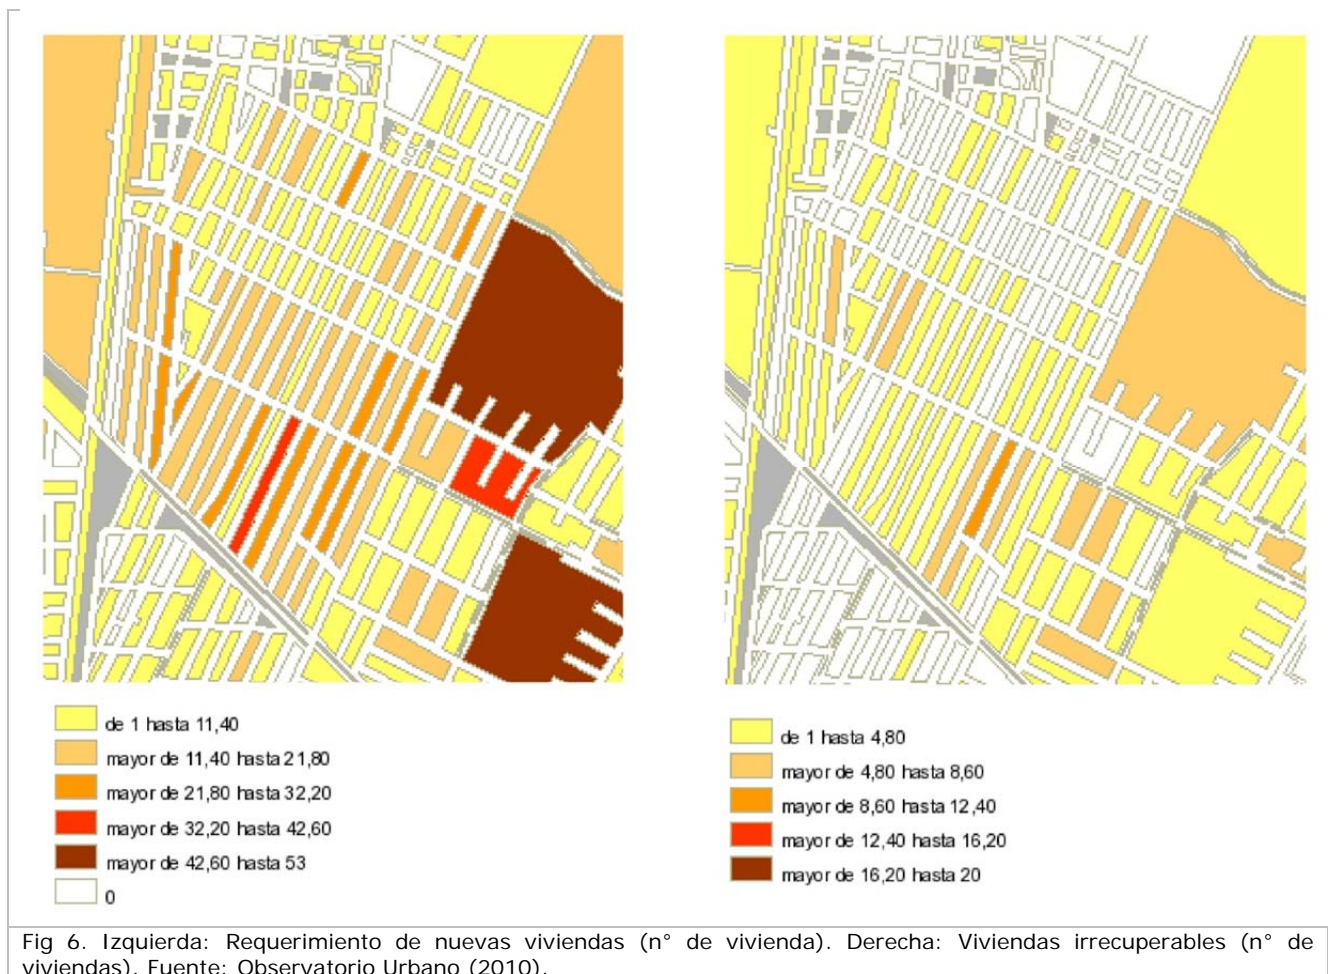 de 1 hasta 11,40
mayor de 11,40 hasta 21,80
mayor de 21,80 hasta 32,20
mayor de 32,20 hasta 42,60
mayor de 42,60 hasta 53
0
de 1 hasta 4,80
mayor de 4,80 hasta 8,60
mayor de 8,60 hasta 12,40
mayor de 12,40 hasta 16,20
mayor de 16,20 hasta 20
Fig 6. Izquierda: Requerimiento de nuevas viviendas (n° de vivienda). Derecha: Viviendas irrecuperables (n° de
viviendas). Fuente: Observatorio Urbano (2010).